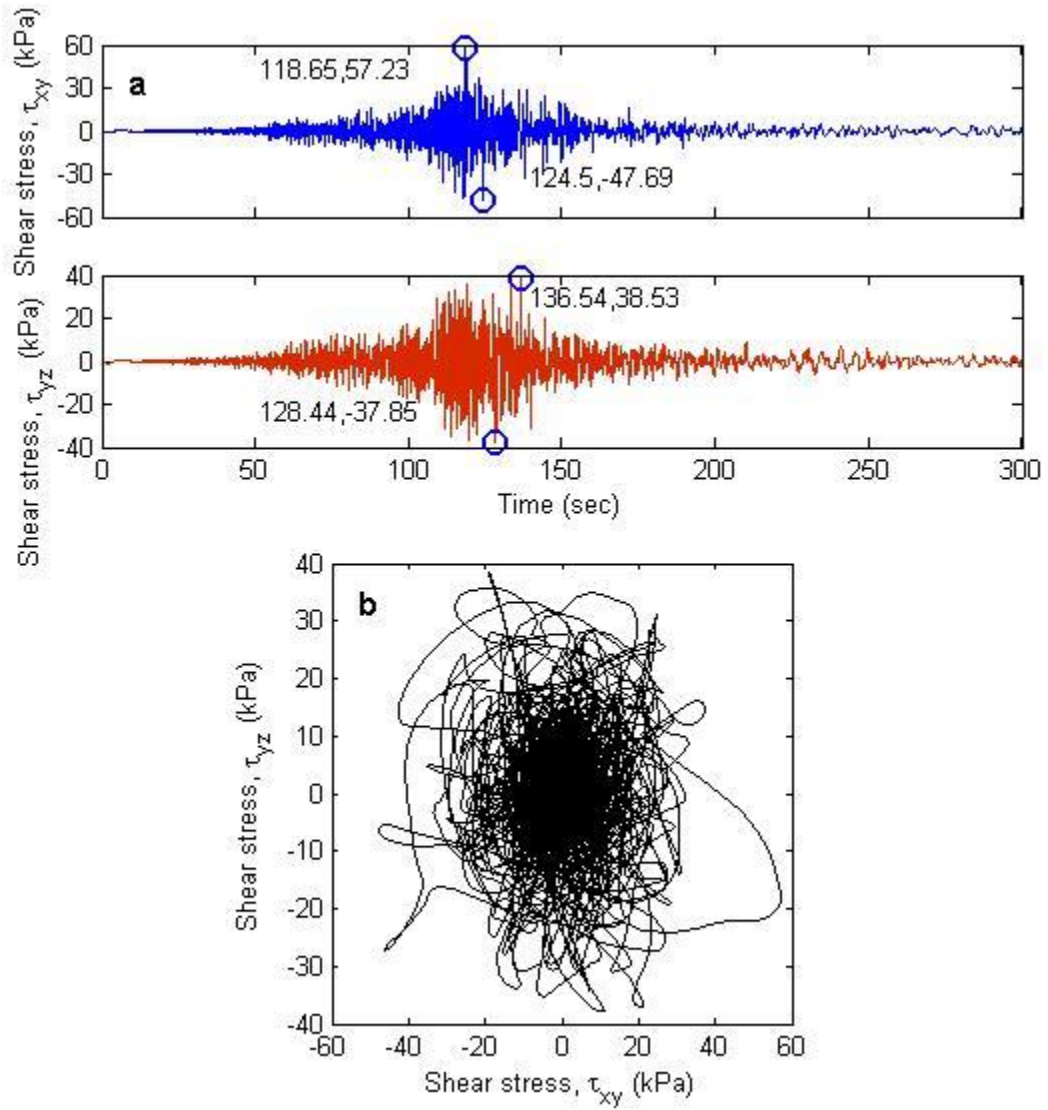 Shear stress, τxy (kPa)
60
30
0
-30
-60
a
118.65,57.23
124.5,-47.69
Shear stress, τyz (kPa)
40
20
0
-20
-40
136.54,38.53
128.44,-37.85
0 50 100 150 200 250 300
Time (sec)
Shear stress, τyz (kPa)
40
30
20
10
0
-10
-20
-30
-40
b
-60 -40 -20 0 20 40 60
Shear stress, τxy (kPa)